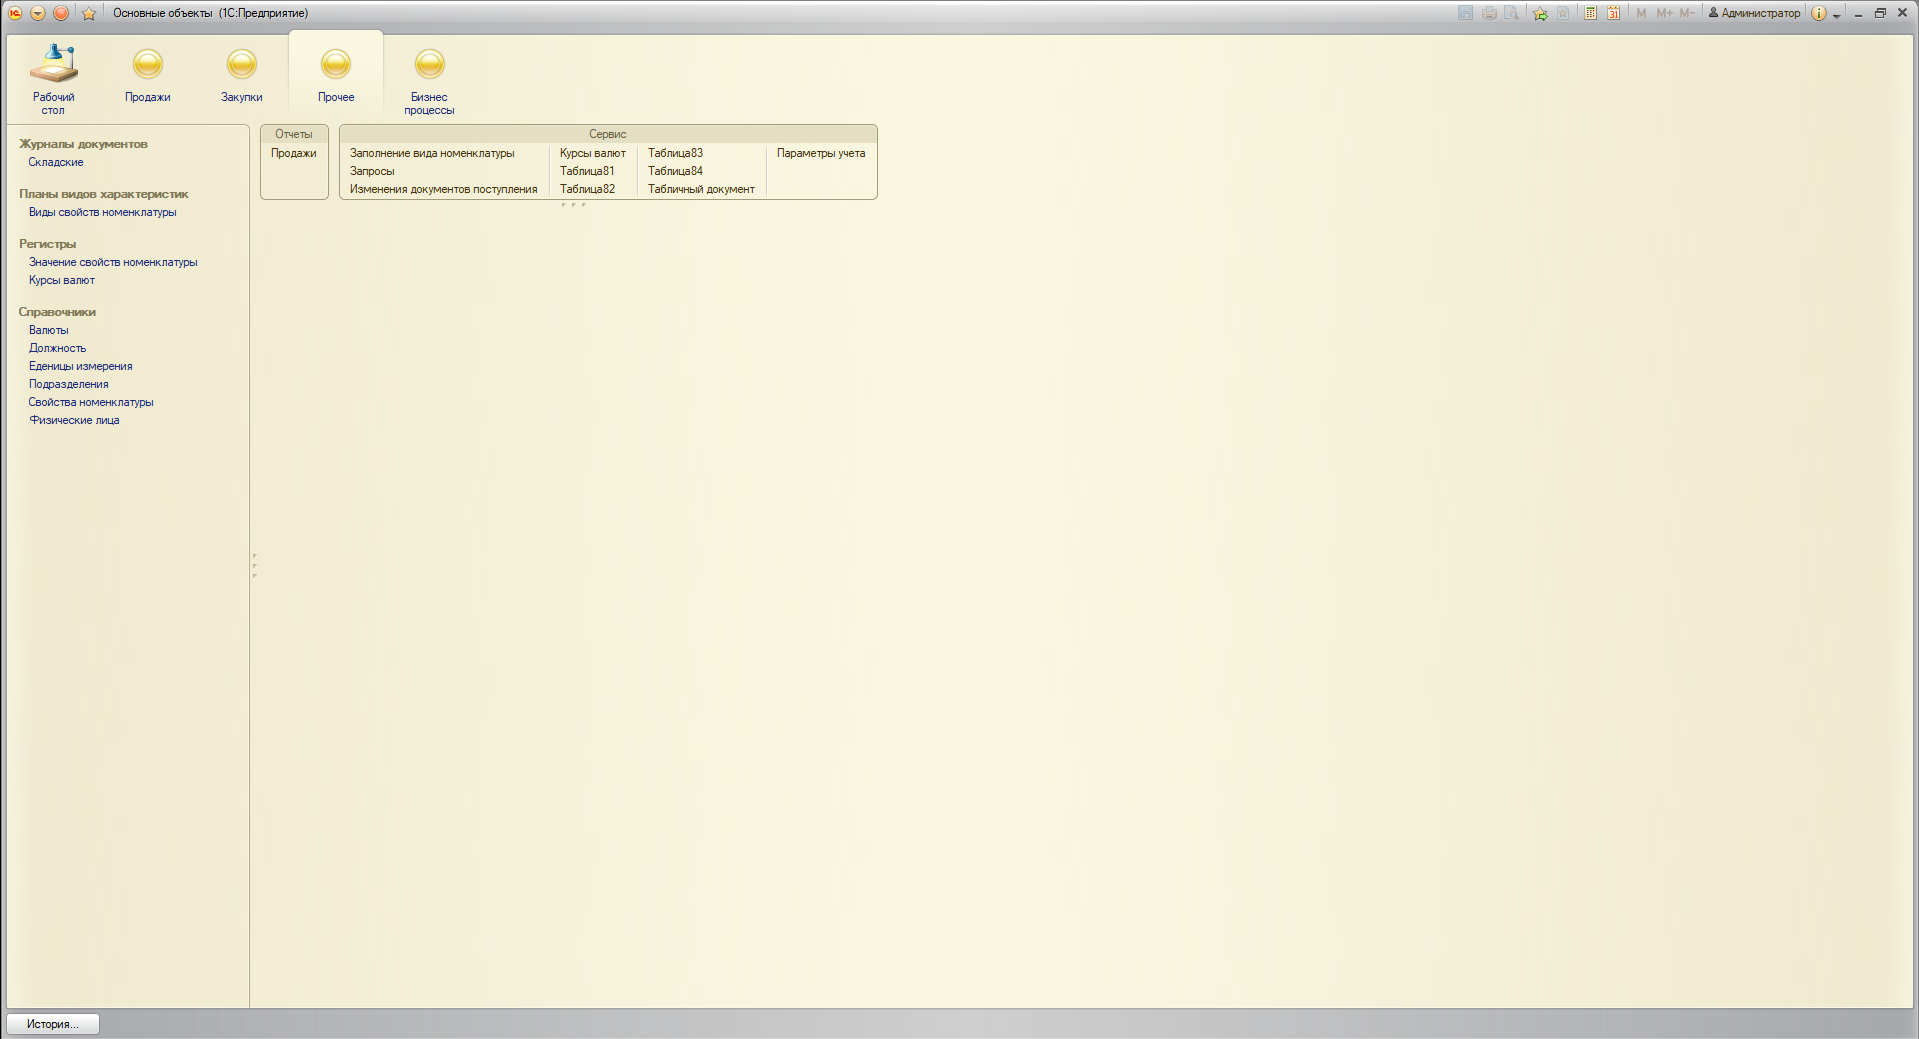 Основные объекты (1С:Предприятие)
31
M M+ M-
Администратор
Рабочий
стол
Продажи
Закупки
Прочее
Бизнес
процессы
Журналы документов
Складские
Планы видов характеристик
Виды свойств номенклатуры
Регистры
Значение свойств номенклатуры
Курсы валют
Справочники
Валюты
Должность
Еденицы измерения
Подразделения
Свойства номенклатуры
Физические лица
Отчеты
Продажи
Сервис
Заполнение вида номенклатуры
Запросы
Изменения документов поступления
Курсы валют
Таблица81
Таблица82
Таблица83
Таблица84
Табличный документ
Параметры учета
История...